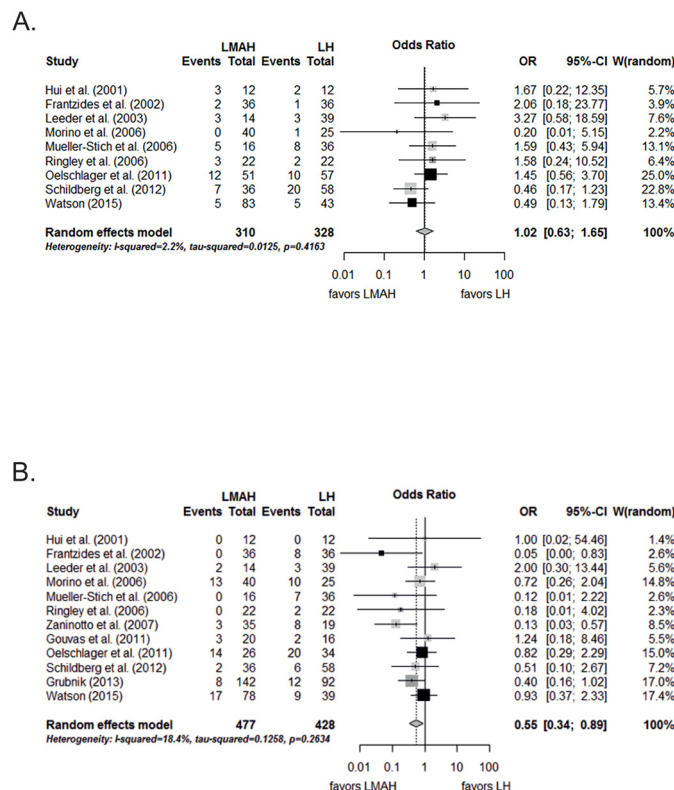 A.
LMAH LH Odds Ratio
Study Events Total Events Total OR 95%-CI W(random)
Hui et al. (2001) 3 12 2 12 1.67 [0.22; 12.35] 5.7%
Frantzides et al. (2002) 2 36 1 36 2.06 [0.18; 23.77] 3.9%
Leeder et al. (2003) 3 14 3 39 3.27 [0.58; 18.59] 7.6%
Morino et al. (2006) 0 40 1 25 0.20 [0.01; 5.15] 2.2%
Mueller-Stich et al. (2006) 5 16 8 36 1.59 [0.43; 5.94] 13.1%
Ringley et al. (2006) 3 22 2 22 1.58 [0.24; 10.52] 6.4%
Oelschlager et al. (2011) 12 51 10 57 1.45 [0.56; 3.70] 25.0%
Schildberg et al. (2012) 7 36 20 58 0.46 [0.17; 1.23] 22.8%
Watson (2015) 5 83 5 43 0.49 [0.13; 1.79] 13.4%
Random effects model 310 328 1.02 [0.63; 1.65] 100%
Heterogeneity: I-squared=2.2%, tau-squared=0.0125, p=0.4163
0.01 0.1 1 10 100
favors LMAH favors LH
B.
LMAH LH Odds Ratio
Study Events Total Events Total OR 95%-CI W(random)
Hui et al. (2001) 0 12 0 12 1.00 [0.02; 54.46] 1.4%
Frantzides et al. (2002) 0 36 8 36 0.05 [0.00; 0.83] 2.6%
Leeder et al. (2003) 2 14 3 39 2.00 [0.30; 13.44] 5.6%
Morino et al. (2006) 13 40 10 25 0.72 [0.26; 2.04] 14.8%
Mueller-Stich et al. (2006) 0 16 7 36 0.12 [0.01; 2.22] 2.6%
Ringley et al. (2006) 0 22 2 22 0.18 [0.01; 4.02] 2.3%
Zaninotto et al. (2007) 3 35 8 19 0.13 [0.03; 0.57] 8.5%
Gouvas et al. (2011) 3 20 2 16 1.24 [0.18; 8.46] 5.5%
Oelschlager et al. (2011) 14 26 20 34 0.82 [0.29; 2.29] 15.0%
Schildberg et al. (2012) 2 36 6 58 0.51 [0.10; 2.67] 7.2%
Grubnik (2013) 8 142 12 92 0.40 [0.16; 1.02] 17.0%
Watson (2015) 17 78 9 39 0.93 [0.37; 2.33] 17.4%
Random effects model 477 428 0.55 [0.34; 0.89] 100%
Heterogeneity: I-squared=18.4%, tau-squared=0.1258, p=0.2634
0.01 0.1 1 10 100
favors LMAH favors LH